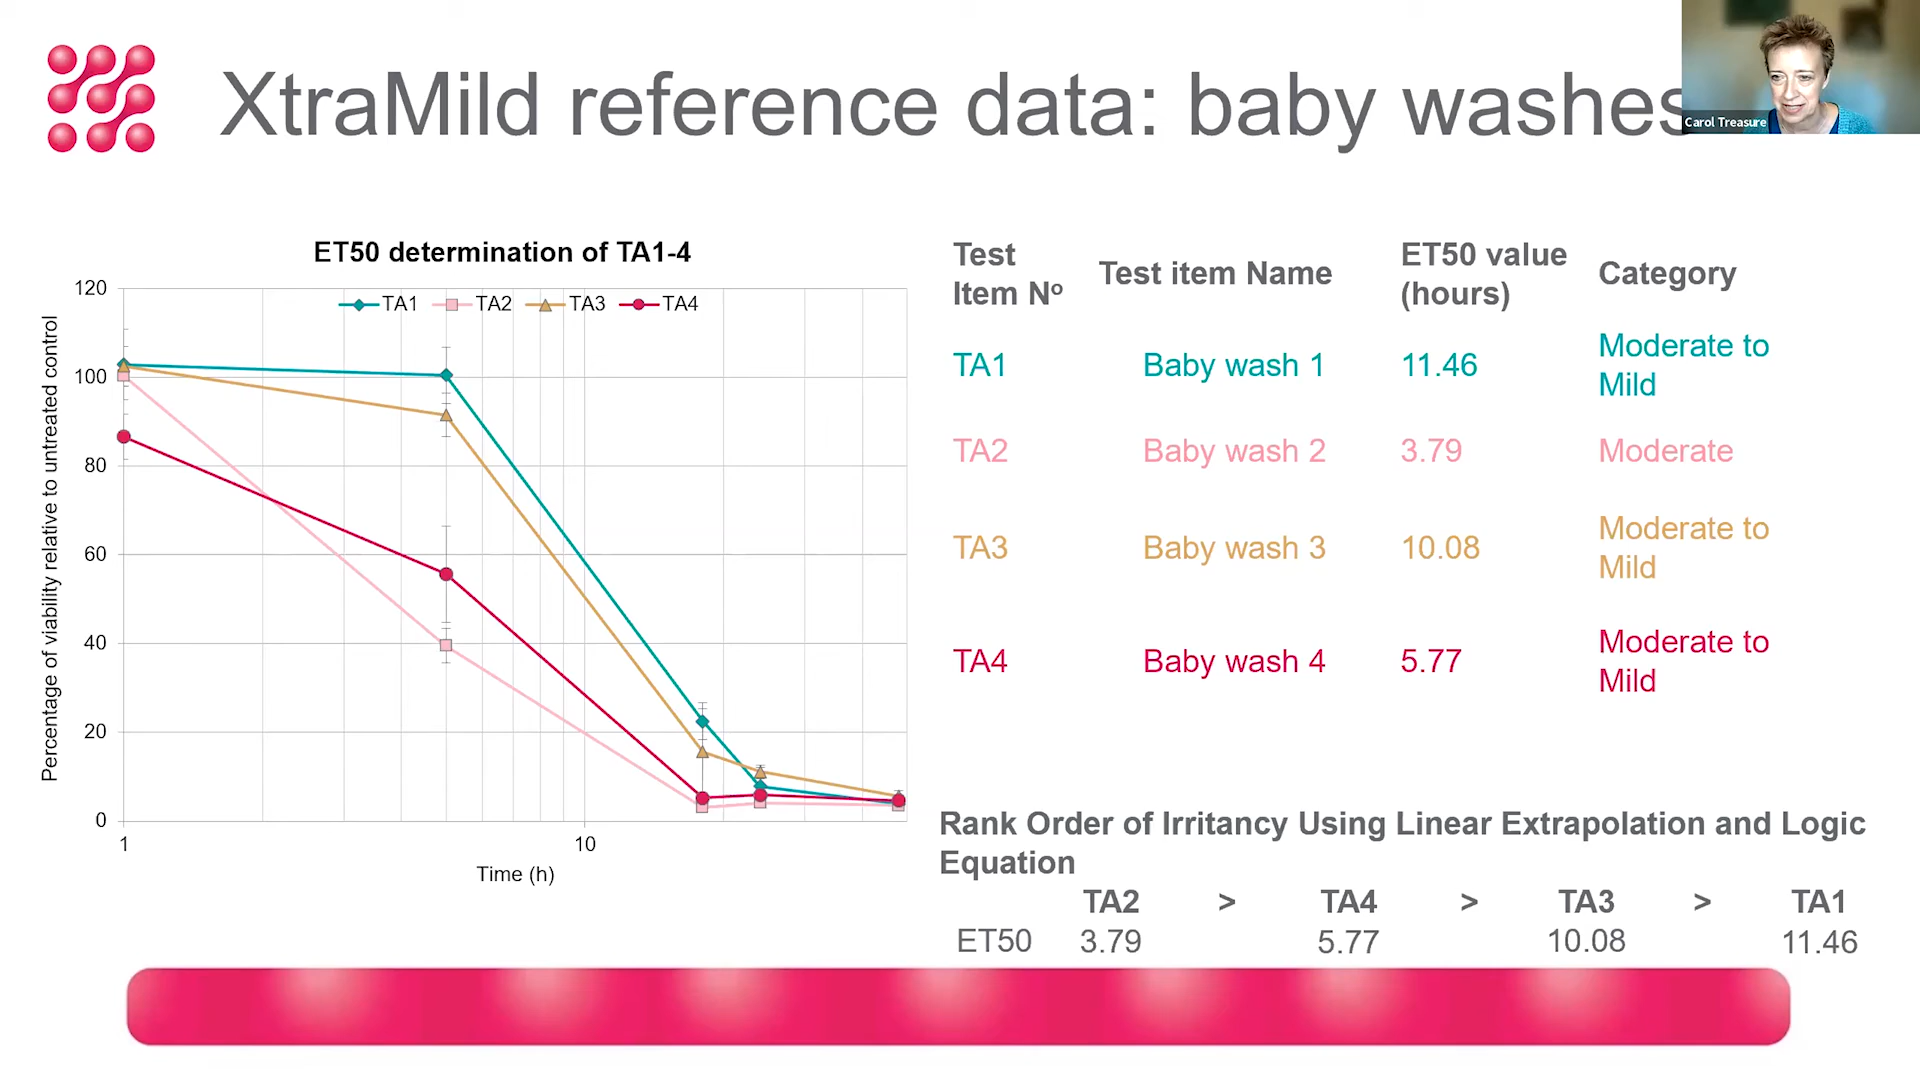 XtraMild reference data: baby washes
Carol Treasure
ET50 determination of TA1-4
120
100
80
60
40
20
0
Percentage of viability relative to untreated control
TA1 TA2 TA3 TA4
1 10
Time (h)
Test Item Nº Test item Name ET50 value (hours) Category
TA1 Baby wash 1 11.46 Moderate to Mild
TA2 Baby wash 2 3.79 Moderate
TA3 Baby wash 3 10.08 Moderate to Mild
TA4 Baby wash 4 5.77 Moderate to Mild
Rank Order of Irritancy Using Linear Extrapolation and Logic
Equation
TA2 > TA4 > TA3 > TA1
ET50 3.79 5.77 10.08 11.46